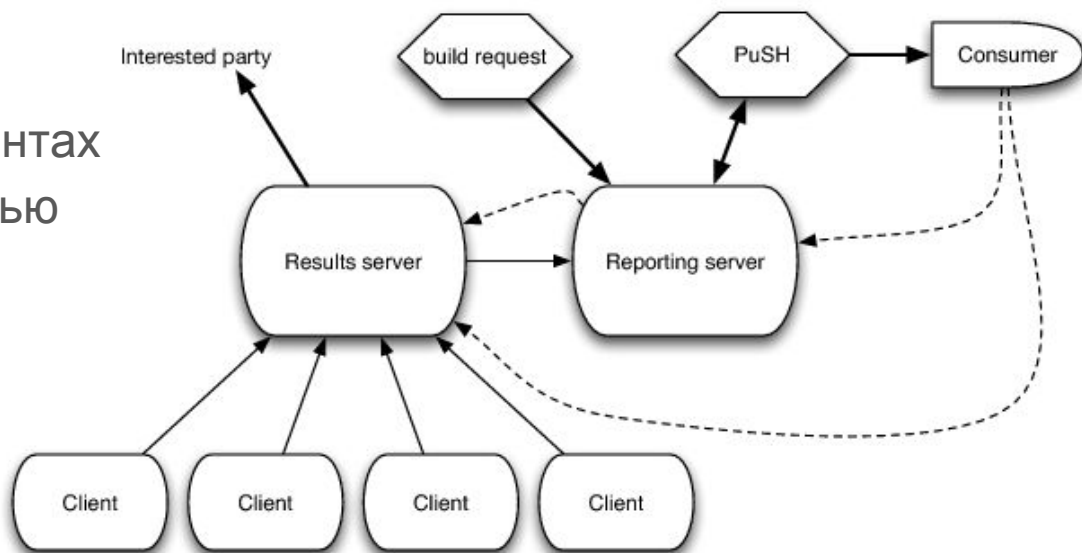 Interested party
build request
PuSH
Consumer
нтах
ью
Results server
Reporting server
Client
Client
Client
Client